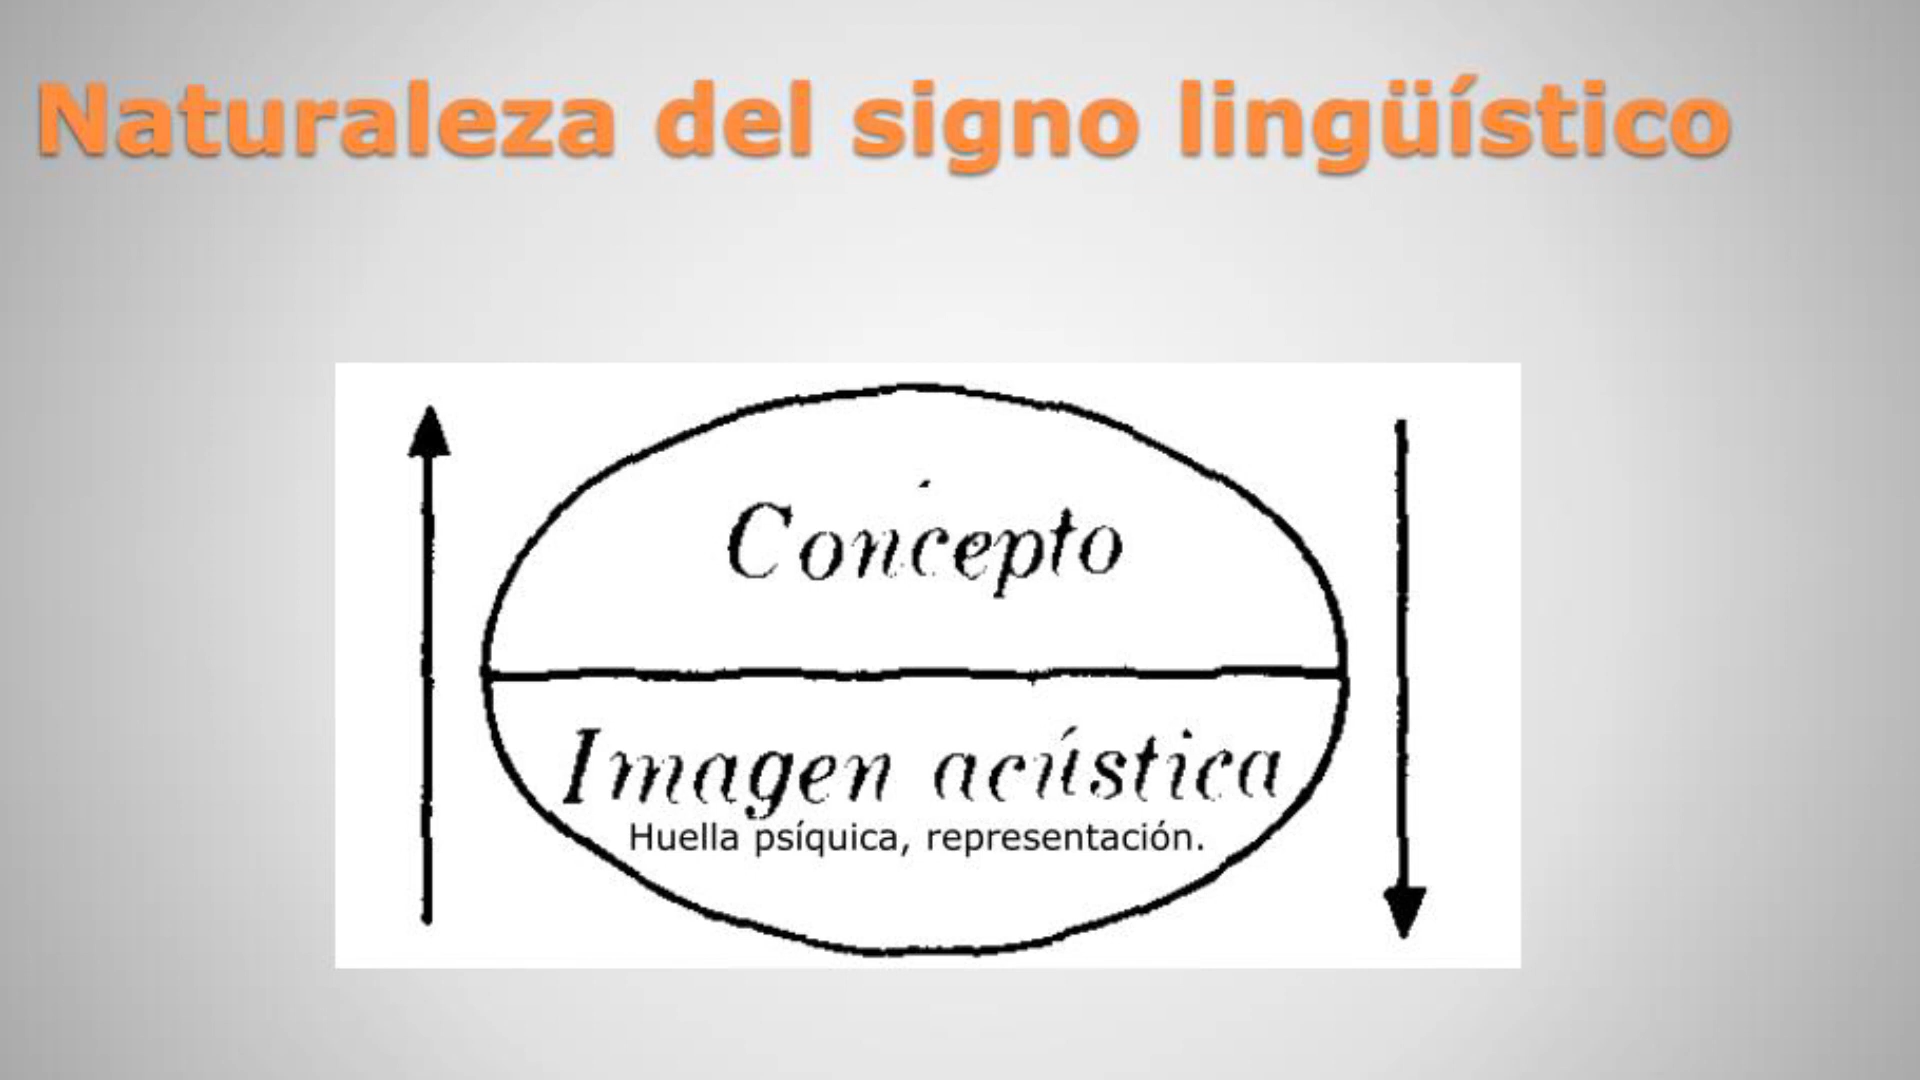 Naturaleza del signo lingüístico
Concepto
Imagen acústica
Huella psíquica, representación.